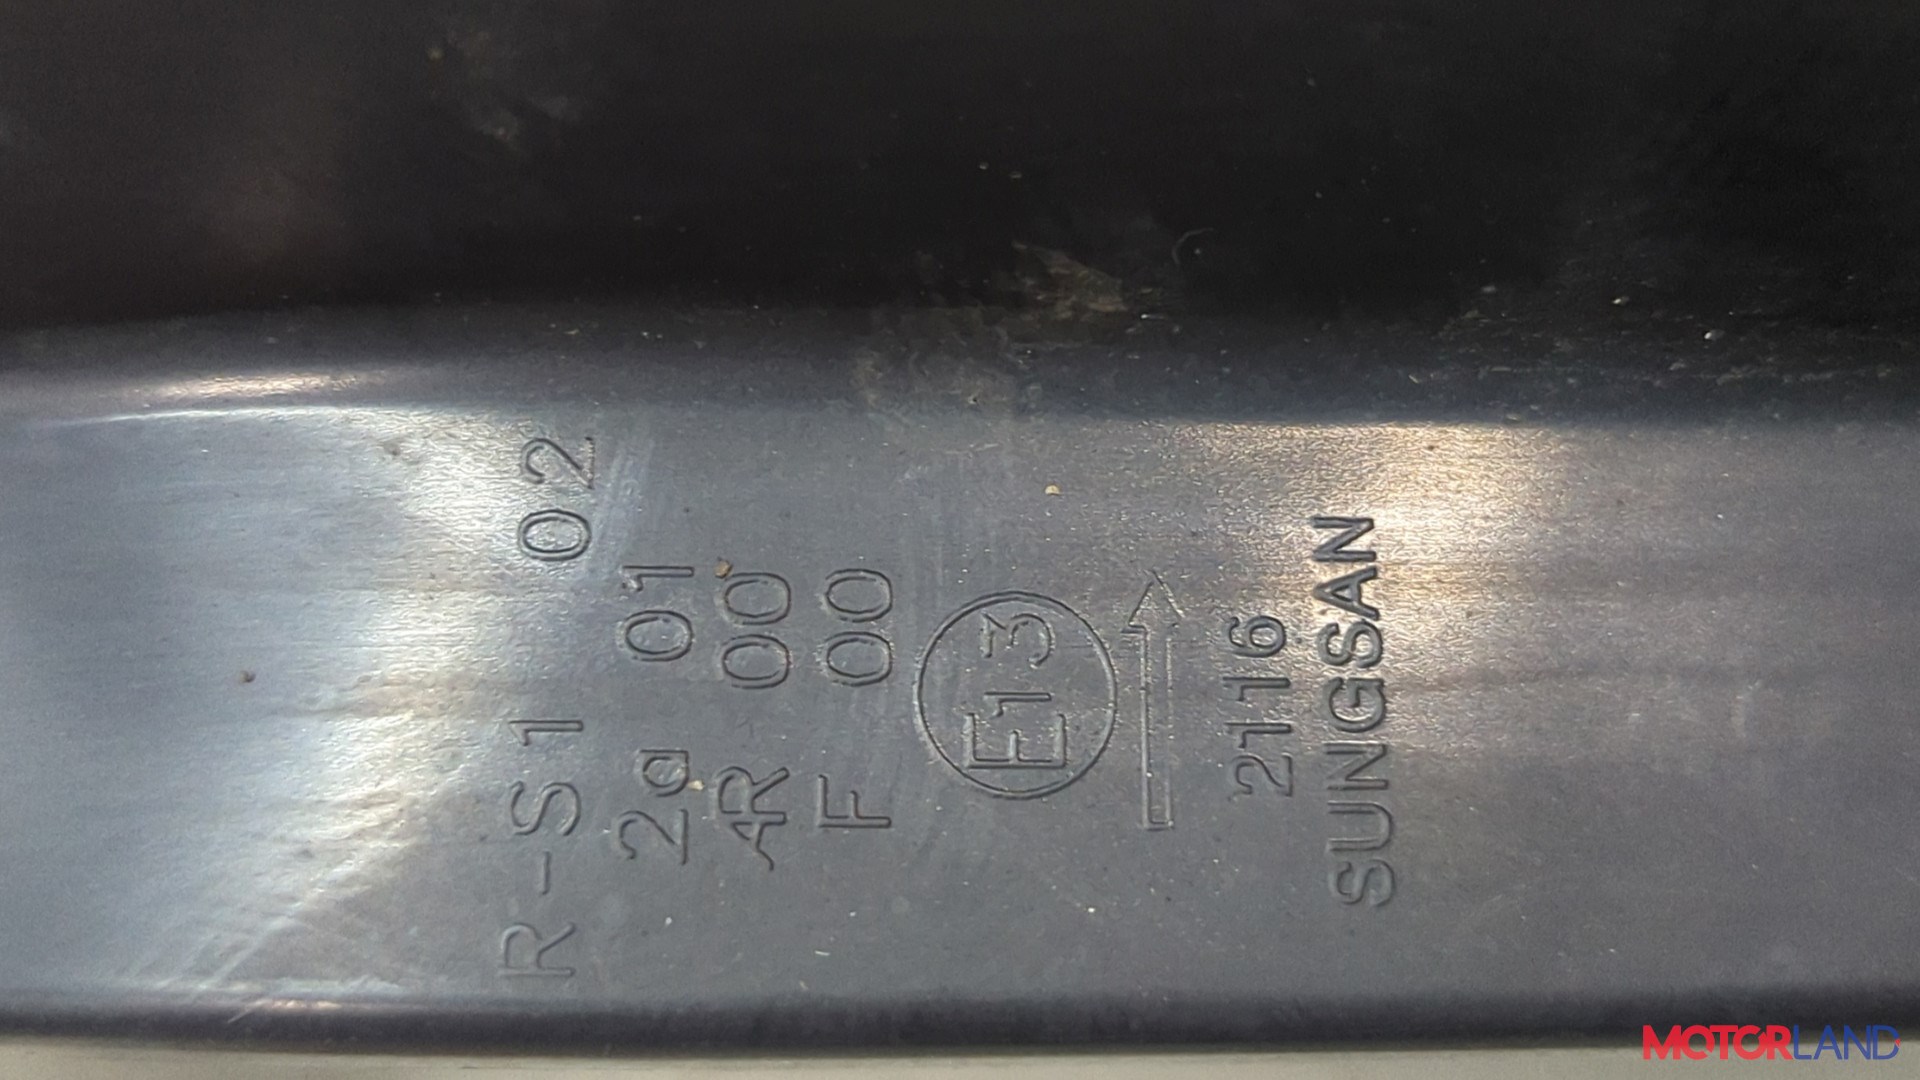 R-S1 02
2a 01
AR 00
F 00
E13
2116
SUNGSAN
MOTORLAND